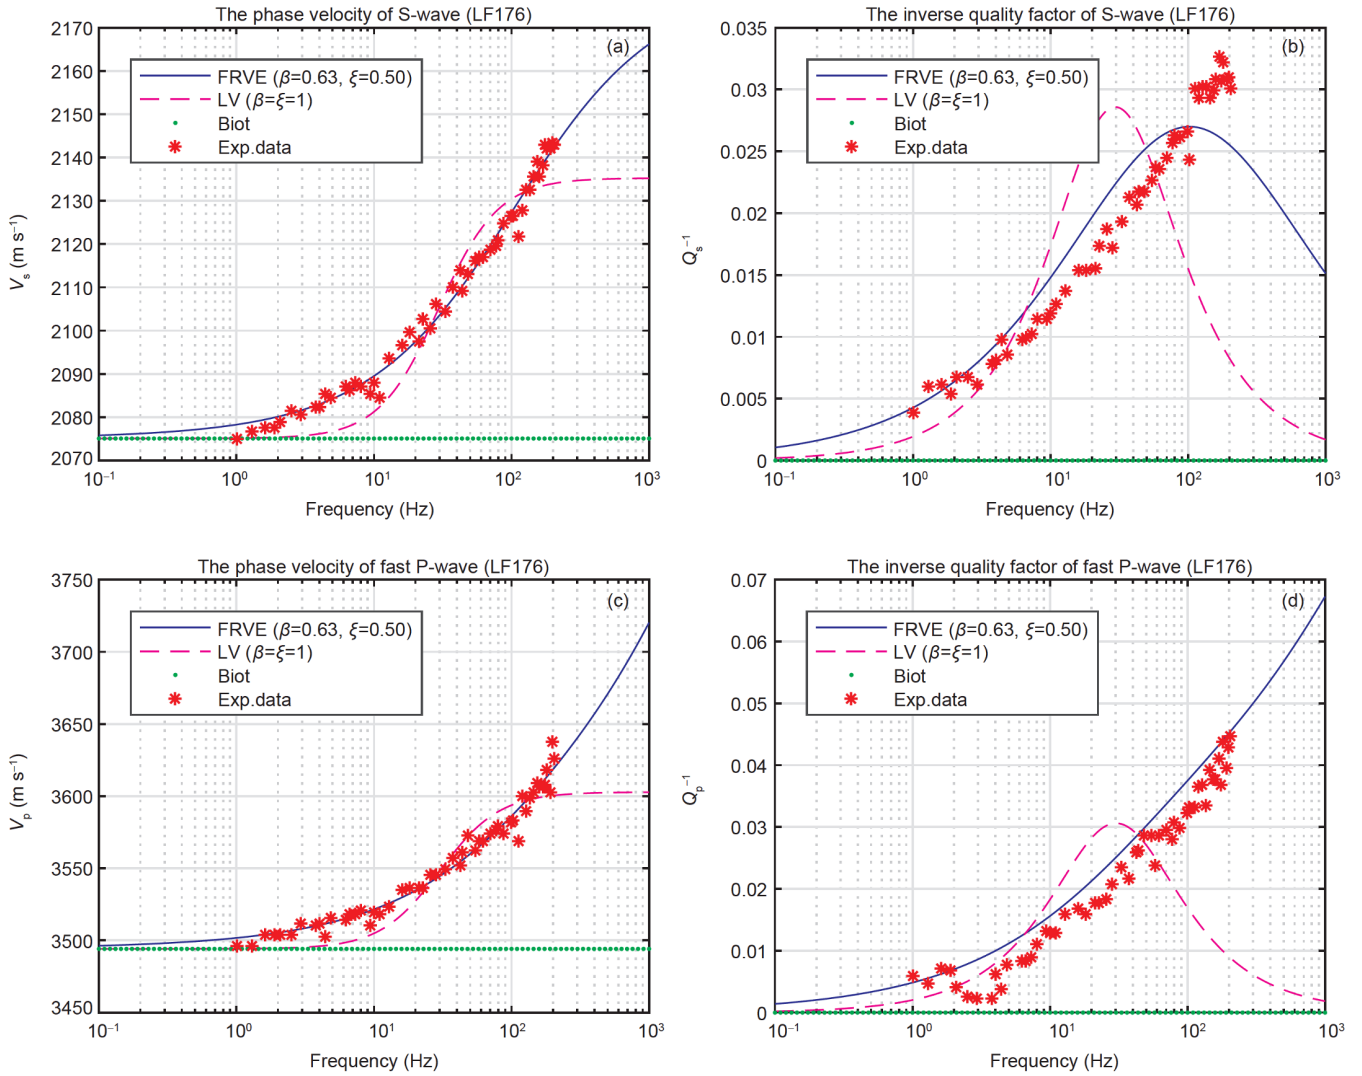 The phase velocity of S-wave (LF176)
(a)
2170
2160
2150
2140
2130
2120
2110
2100
2090
2080
2070
V_s (m s⁻¹)
FRVE (β=0.63, ξ=0.50)
LV (β=ξ=1)
Biot
Exp.data
10⁻¹ 10⁰ 10¹ 10² 10³
Frequency (Hz)
The inverse quality factor of S-wave (LF176)
(b)
0.035
0.03
0.025
0.02
0.015
0.01
0.005
0
Q_s⁻¹
FRVE (β=0.63, ξ=0.50)
LV (β=ξ=1)
Biot
Exp.data
10⁻¹ 10⁰ 10¹ 10² 10³
Frequency (Hz)
The phase velocity of fast P-wave (LF176)
(c)
3750
3700
3650
3600
3550
3500
3450
V_p (m s⁻¹)
FRVE (β=0.63, ξ=0.50)
LV (β=ξ=1)
Biot
Exp.data
10⁻¹ 10⁰ 10¹ 10² 10³
Frequency (Hz)
The inverse quality factor of fast P-wave (LF176)
(d)
0.07
0.06
0.05
0.04
0.03
0.02
0.01
0
Q_p⁻¹
FRVE (β=0.63, ξ=0.50)
LV (β=ξ=1)
Biot
Exp.data
10⁻¹ 10⁰ 10¹ 10² 10³
Frequency (Hz)